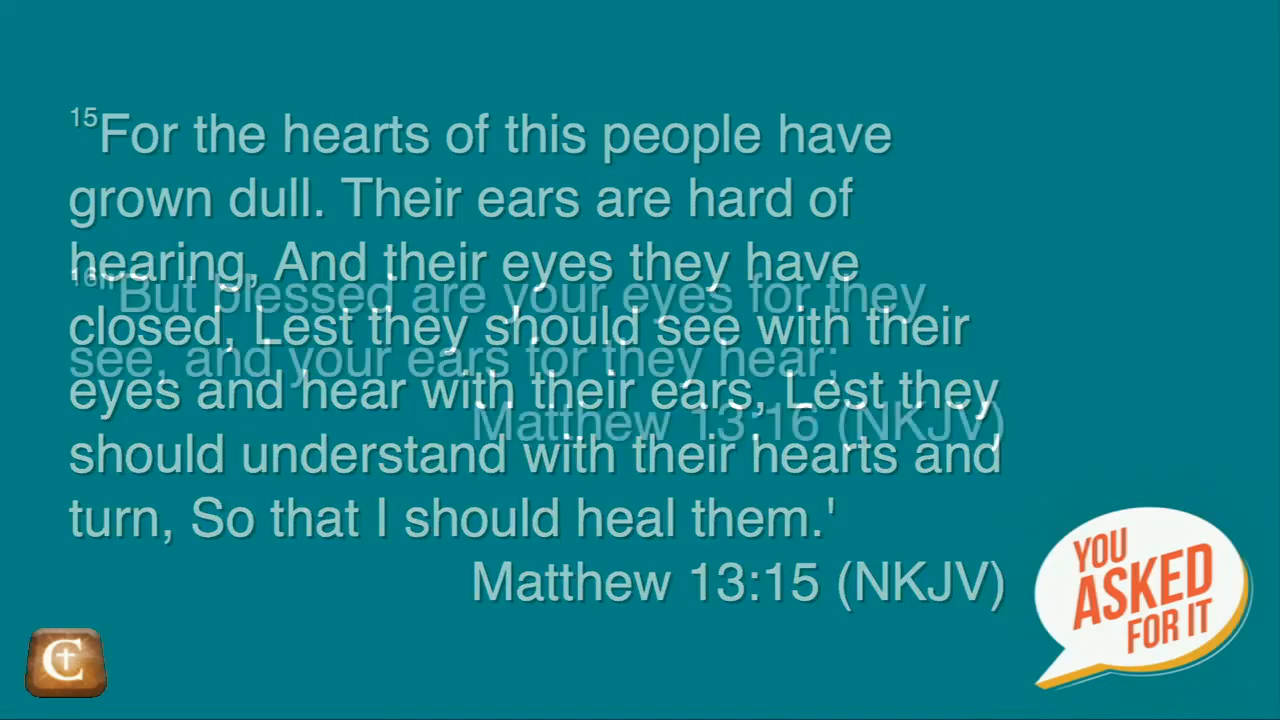 15For the hearts of this people have
grown dull. Their ears are hard of
hearing, And their eyes they have
closed, Lest they should see with their
eyes and hear with their ears, Lest they
should understand with their hearts and
turn, So that I should heal them.'
Matthew 13:15 (NKJV)
16"But blessed are your eyes for they
see, and your ears for they hear;
Matthew 13:16 (NKJV)
YOU
ASKED
FOR IT
C